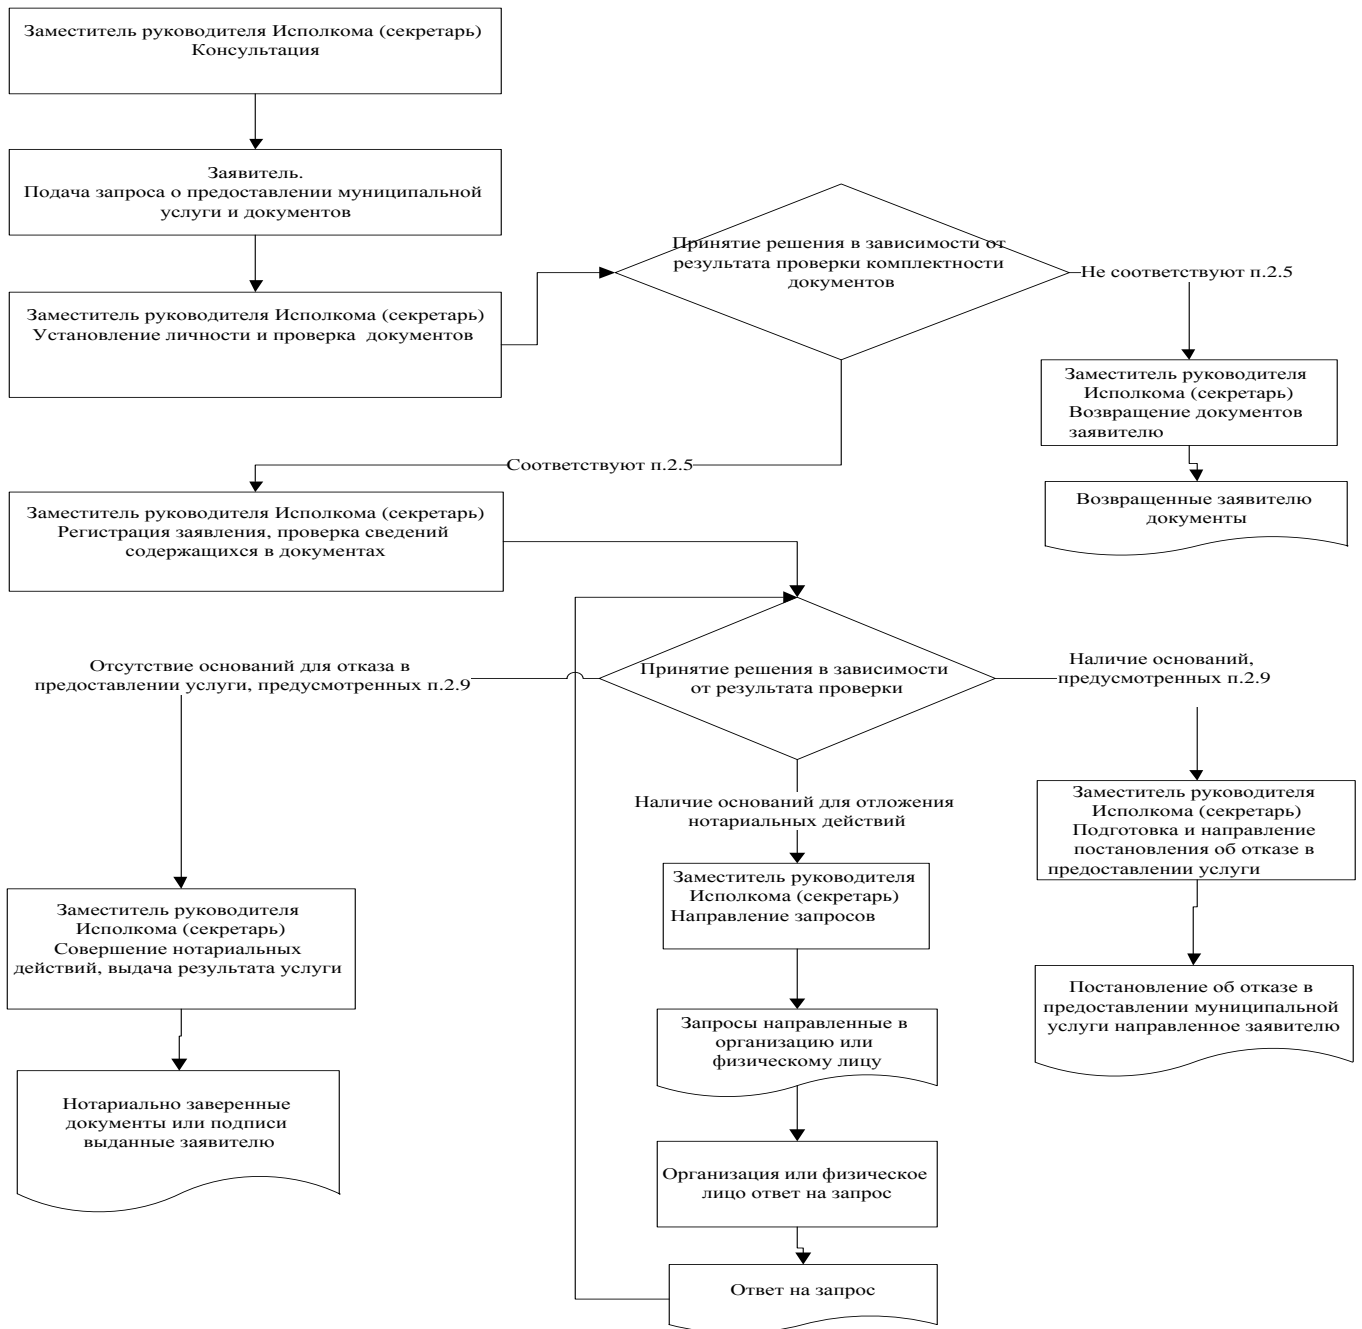 Заместитель руководителя Исполкома (секретарь)
Консультация
Заявитель.
Подача запроса о предоставлении муниципальной
услуги и документов
Заместитель руководителя Исполкома (секретарь)
Установление личности и проверка документов
Принятие решения в зависимости от
результата проверки комплектности
документов
Не соответствуют п.2.5
Заместитель руководителя
Исполкома (секретарь)
Возвращение документов
заявителю
Возвращенные заявителю
документы
Соответствуют п.2.5
Заместитель руководителя Исполкома (секретарь)
Регистрация заявления, проверка сведений
содержащихся в документах
Принятие решения в зависимости
от результата проверки
Отсутствие оснований для отказа в
предоставлении услуги, предусмотренных п.2.9
Наличие оснований,
предусмотренных п.2.9
Наличие оснований для отложения
нотариальных действий
Заместитель руководителя
Исполкома (секретарь)
Совершение нотариальных
действий, выдача результата услуги
Нотариально заверенные
документы или подписи
выданные заявителю
Заместитель руководителя
Исполкома (секретарь)
Направление запросов
Запросы направленные в
организацию или
физическому лицу
Организация или физическое
лицо ответ на запрос
Ответ на запрос
Заместитель руководителя
Исполкома (секретарь)
Подготовка и направление
постановления об отказе в
предоставлении услуги
Постановление об отказе в
предоставлении муниципальной
услуги направленное заявителю